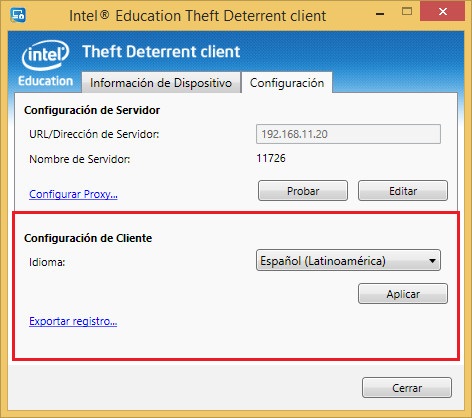 Intel® Education Theft Deterrent client
intel
Education
Theft Deterrent client
Información de Dispositivo
Configuración
Configuración de Servidor
URL/Dirección de Servidor:
192.168.11.20
Nombre de Servidor:
11726
Configurar Proxy...
Probar
Editar
Configuración de Cliente
Idioma:
Español (Latinoamérica)
Aplicar
Exportar registro...
Cerrar